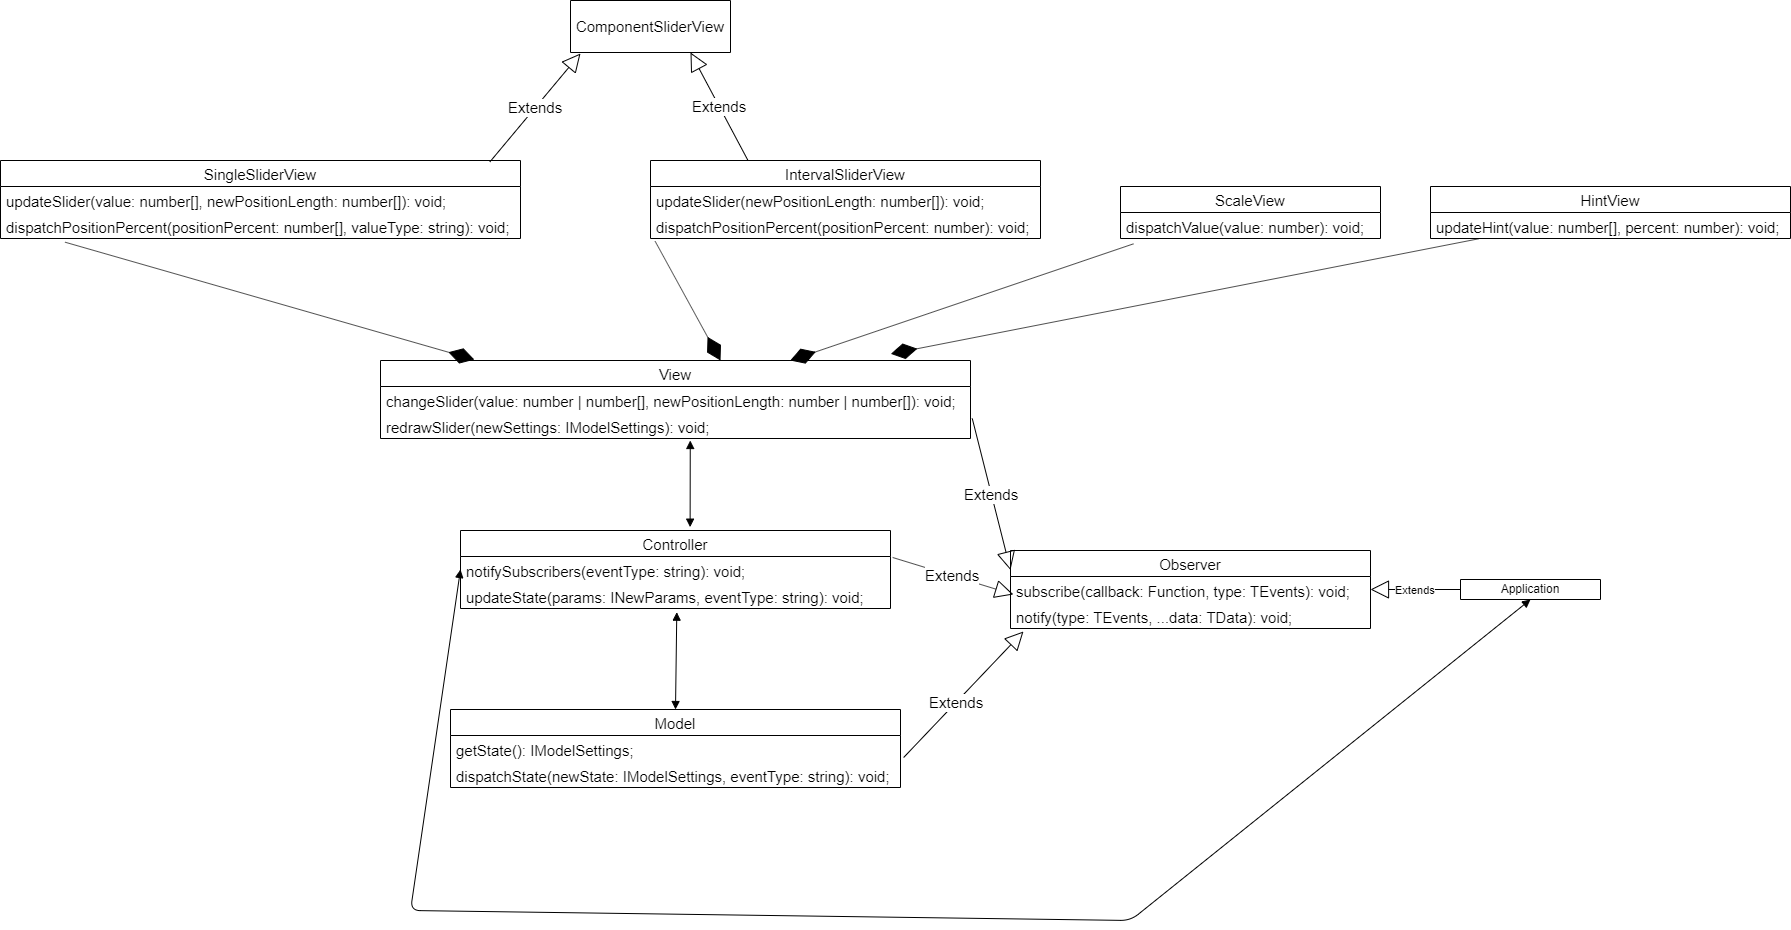 ComponentSliderView
Extends
Extends
SingleSliderView
updateSlider(value: number[], newPositionLength: number[]): void;
dispatchPositionPercent(positionPercent: number[], valueType: string): void;
IntervalSliderView
updateSlider(newPositionLength: number[]): void;
dispatchPositionPercent(positionPercent: number): void;
ScaleView
dispatchValue(value: number): void;
HintView
updateHint(value: number[], percent: number): void;
View
changeSlider(value: number | number[], newPositionLength: number | number[]): void;
redrawSlider(newSettings: IModelSettings): void;
Extends
Controller
notifySubscribers(eventType: string): void;
updateState(params: INewParams, eventType: string): void;
Extends
Observer
subscribe(callback: Function, type: TEvents): void;
notify(type: TEvents, ...data: TData): void;
Extends
Application
Extends
Model
getState(): IModelSettings;
dispatchState(newState: IModelSettings, eventType: string): void;